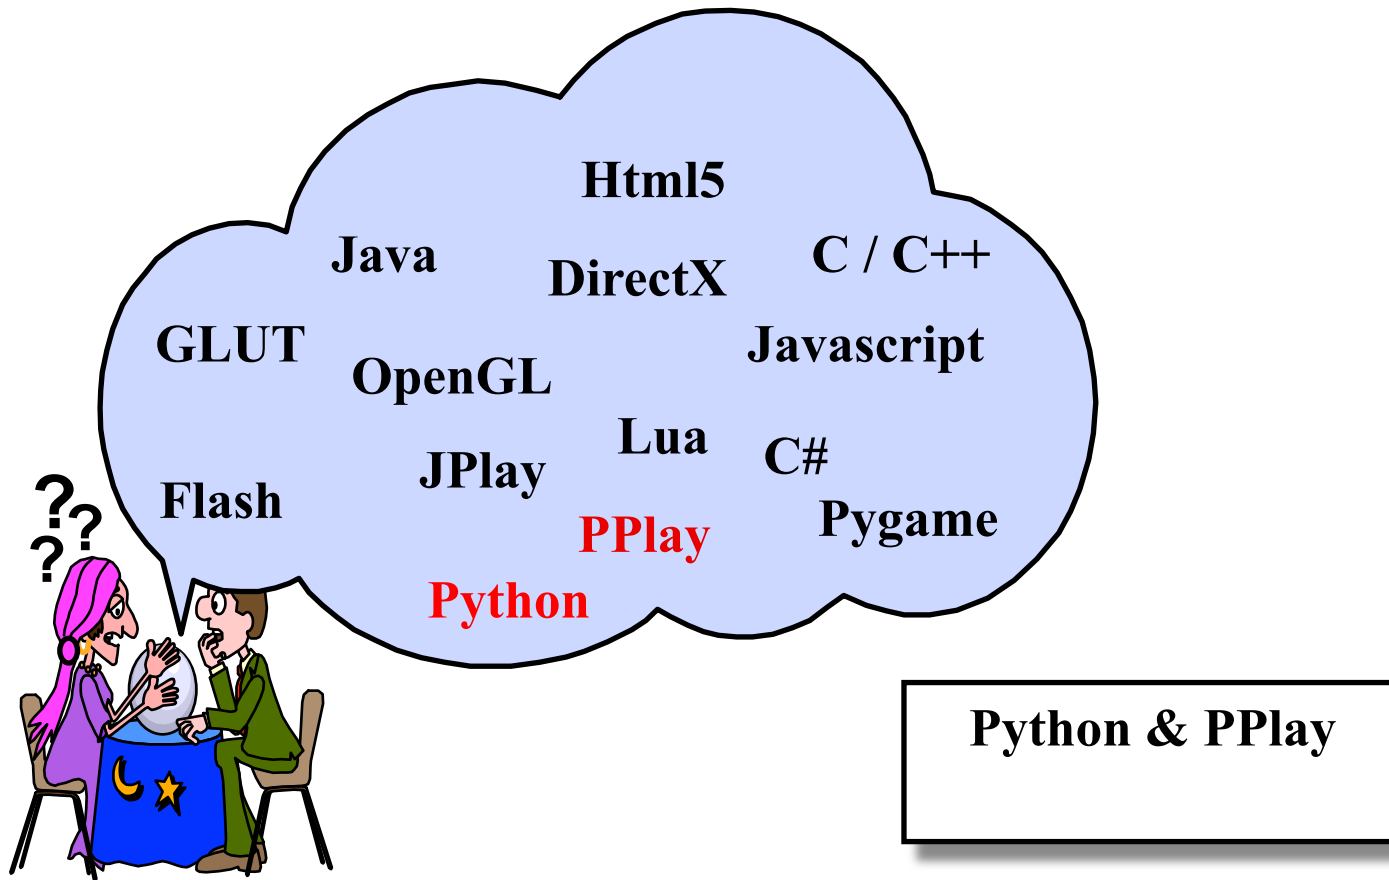 Html5
Java
DirectX
C / C++
GLUT
OpenGL
Javascript
Lua
C#
JPlay
Flash
PPlay
Pygame
Python
?
?
?
Python & PPlay